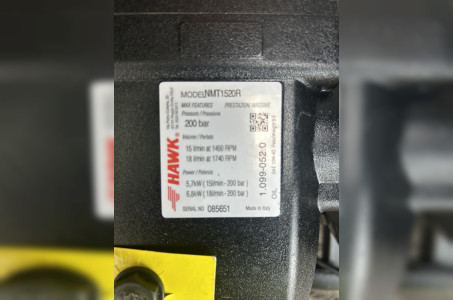 MODEL NMT1520R
MAX FEATURES PRESTAZIONI MASSIME
Pressure / Pressione
200 bar
Volume / Portata
15 l/min at 1450 RPM
18 l/min at 1740 RPM
Power / Potenza
5,7kW (15l/min - 200 bar)
6,8kW (18l/min - 200 bar)
SERIAL NO 085651 Made in Italy
HAWK
1.099-052.0
OIL